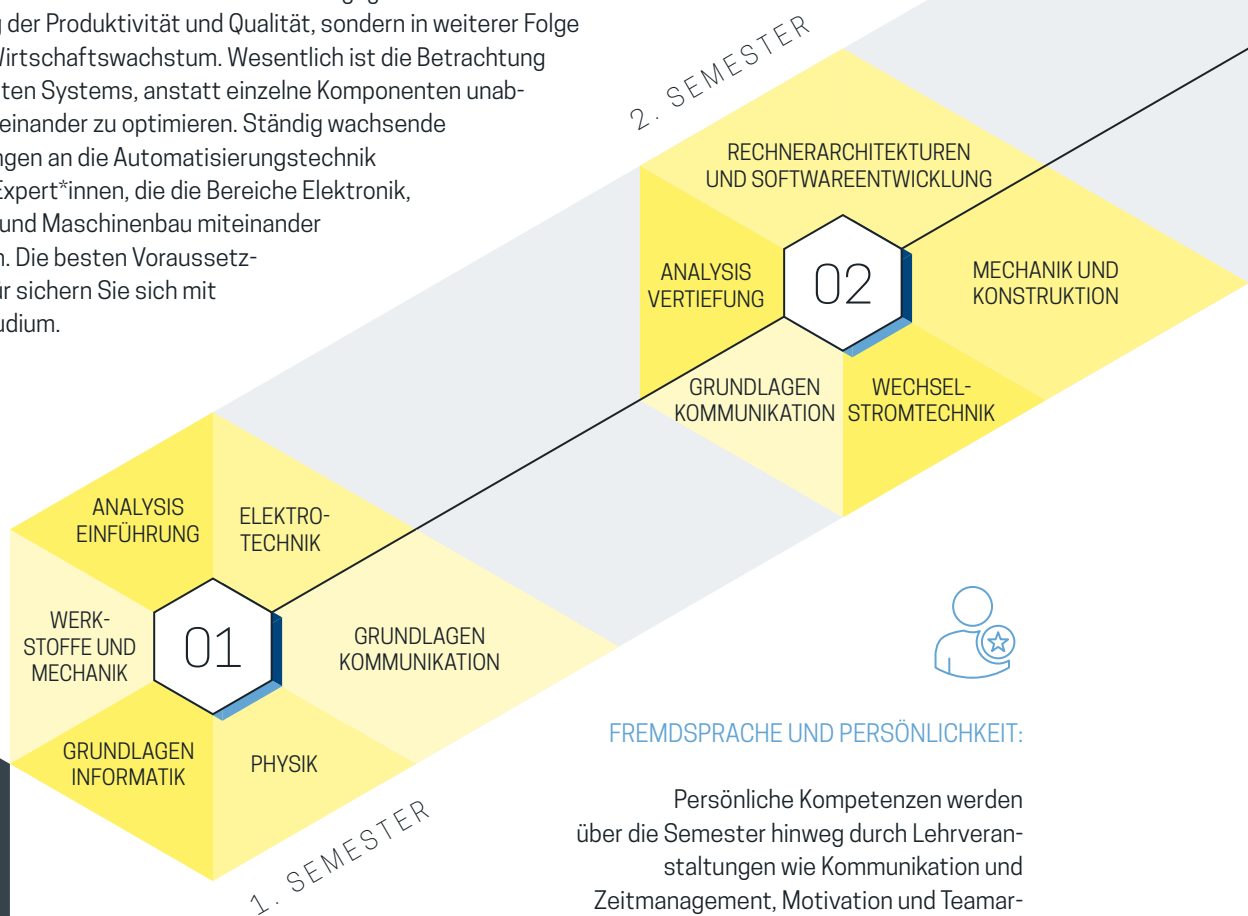 der Produktivität und Qualität, sondern in weiterer Folge
Wirtschaftswachstum. Wesentlich ist die Betrachtung
ten Systems, anstatt einzelne Komponenten unab-
einander zu optimieren. Ständig wachsende
ngen an die Automatisierungstechnik
Expert*innen, die die Bereiche Elektronik,
und Maschinenbau miteinander
n. Die besten Voraussetz-
ür sichern Sie sich mit
udium.
2. SEMESTER
RECHNERARCHITEKTUREN
UND SOFTWAREENTWICKLUNG
ANALYSIS
VERTIEFUNG
02
MECHANIK UND
KONSTRUKTION
GRUNDLAGEN
KOMMUNIKATION
WECHSEL-
STROMTECHNIK
ANALYSIS
EINFÜHRUNG
ELEKTRO-
TECHNIK
WERK-
STOFFE UND
MECHANIK
01
GRUNDLAGEN
KOMMUNIKATION
GRUNDLAGEN
INFORMATIK
PHYSIK
1. SEMESTER
FREMDSPRACHE UND PERSÖNLICHKEIT:
Persönliche Kompetenzen werden
über die Semester hinweg durch Lehrveran-
staltungen wie Kommunikation und
Zeitmanagement, Motivation und Teamar-